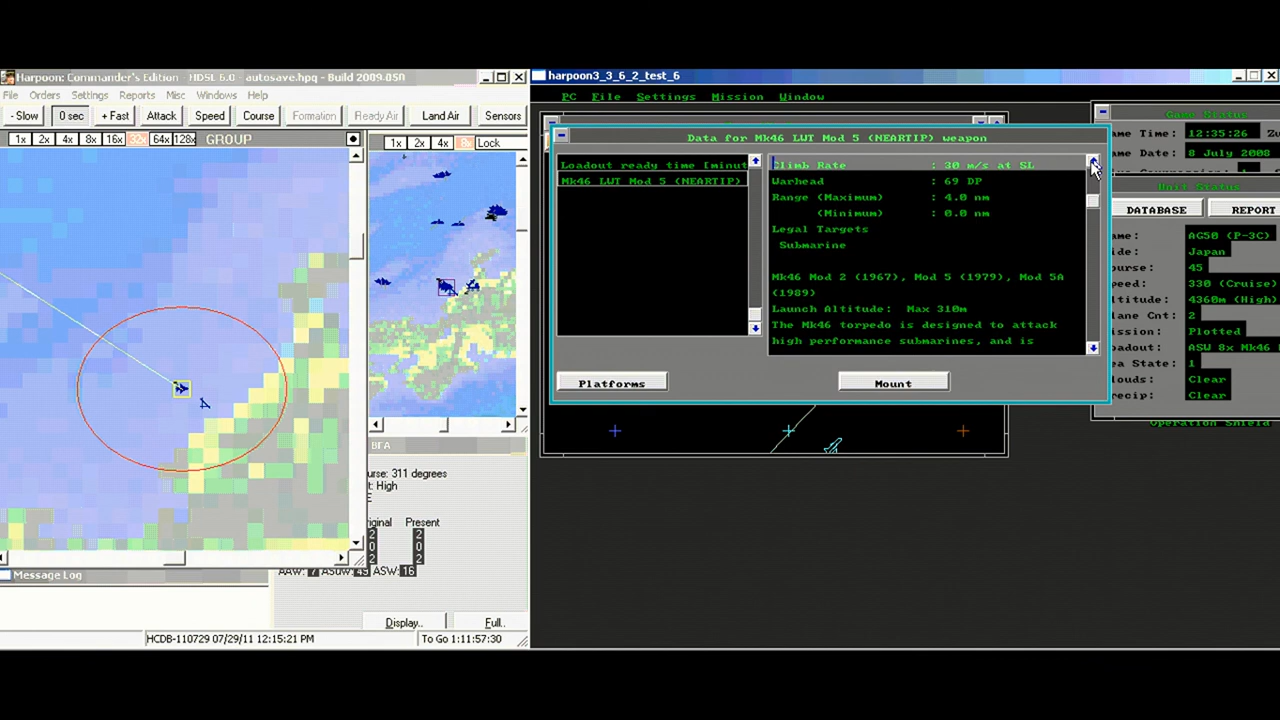 Harpoon: Commander's Edition - HDSL 6.0 - autosave.hpq - Build 2009.05A
File Orders Settings Reports Misc Windows Help
- Slow 0 sec + Fast Attack Speed Course Formation Ready Air Land Air Sensors
1x 2x 4x 8x 16x 32x 64x 128x GROUP
1x 2x 4x 8x Lock
urse: 311 degrees
t: High
E
iginal Present
2 2
0 0
2 2
AAW: 7 ASuW: 45 ASW: 16
Display.. Full..
Message Log
HCDB-110729 07/29/11 12:15:21 PM To Go 1:11:57:30
harpoon3_3_6_2_test_6
PC File Settings Mission Window
Data for Mk46 LWT Mod 5 (NEARTIP) weapon
Loadout ready time [minut
Mk46 LWT Mod 5 (NEARTIP)
Climb Rate : 30 m/s at SL
Warhead : 69 DP
Range (Maximum) : 4.0 nm
(Minimum) : 0.0 nm
Legal Targets
Submarine
Mk46 Mod 2 (1967), Mod 5 (1979), Mod 5A
(1989)
Launch Altitude: Max 310m
The Mk46 torpedo is designed to attack
high performance submarines, and is
Platforms Mount
Game Status
ame Time: 12:35:26 Zu
ame Date: 8 July 2008
Unit Status
DATABASE REPORT
ame: AG50 (P-3C)
ide: Japan
ourse: 45
peed: 330 (Cruise)
ltitude: 4360m (High)
lane Cnt: 2
ission: Plotted
oadout: ASW 8x Mk46
ea State: 1
louds: Clear
recip: Clear
Operation Shield